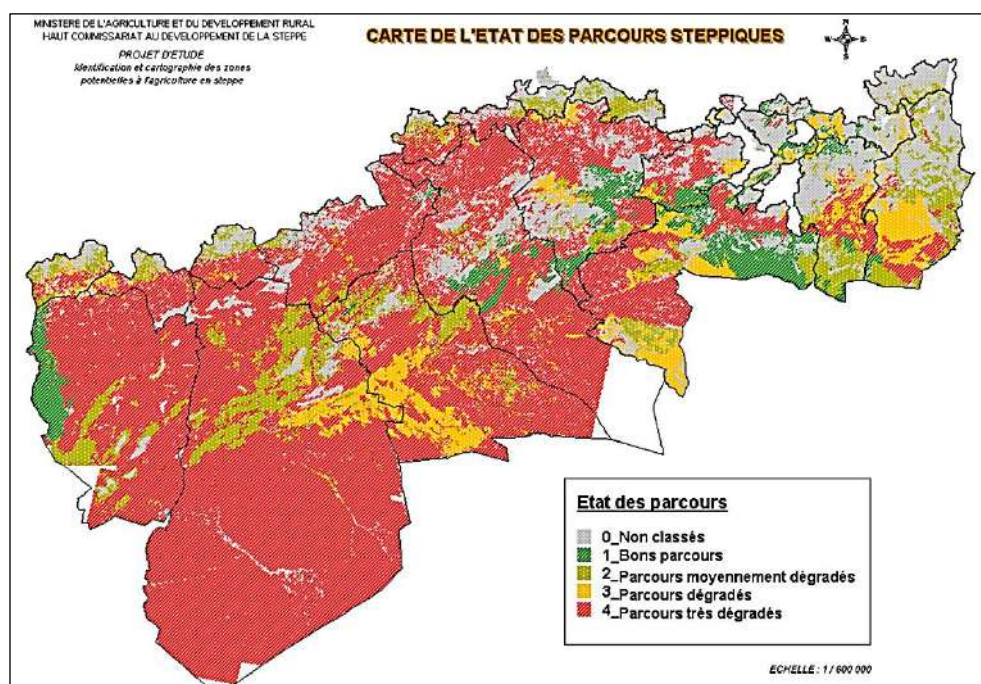 MINISTERE DE L'AGRICULTURE ET DU DEVELOPPEMENT RURAL
HAUT COMMISSARIAT AU DEVELOPPEMENT DE LA STEPPE
PROJET D'ETUDE
Identification et cartographie des zones
potentielles à l'agriculture en steppe
CARTE DE L'ETAT DES PARCOURS STEPPIQUES
N
W E
S
Etat des parcours
0_Non classés
1_Bons parcours
2_Parcours moyennement dégradés
3_Parcours dégradés
4_Parcours très dégradés
ECHELLE : 1 / 600 000